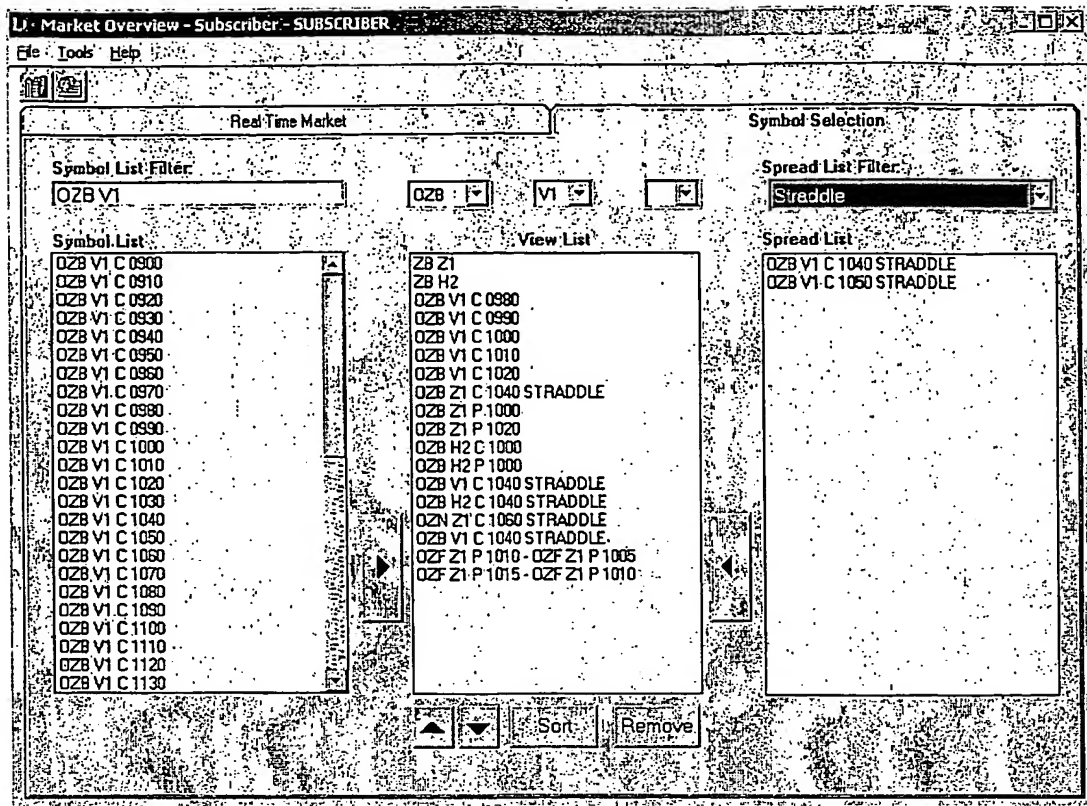 Market Overview - Subscriber - SUBSCRIBER
File Tools Help
Real Time Market
Symbol Selection
Symbol List Filter:
OZB V1
OZB
V1
Spread List Filter:
Straddle
Symbol List
OZB V1 C 0900
OZB V1 C 0910
OZB V1 C 0920
OZB V1 C 0930
OZB V1 C 0940
OZB V1 C 0950
OZB V1 C 0960
OZB V1 C 0970
OZB V1 C 0980
OZB V1 C 0990
OZB V1 C 1000
OZB V1 C 1010
OZB V1 C 1020
OZB V1 C 1030
OZB V1 C 1040
OZB V1 C 1050
OZB V1 C 1060
OZB V1 C 1070
OZB V1 C 1080
OZB V1 C 1090
OZB V1 C 1100
OZB V1 C 1110
OZB V1 C 1120
OZB V1 C 1130
View List
ZB Z1
ZB H2
OZB V1 C 0980
OZB V1 C 0990
OZB V1 C 1000
OZB V1 C 1010
OZB V1 C 1020
OZB Z1 C 1040 STRADDLE
OZB Z1 P 1000
OZB Z1 P 1020
OZB H2 C 1000
OZB H2 P 1000
OZB V1 C 1040 STRADDLE
OZB H2 C 1040 STRADDLE
OZN Z1 C 1060 STRADDLE
OZB V1 C 1040 STRADDLE
OZF Z1 P 1010 - OZF Z1 P 1005
OZF Z1 P 1015 - OZF Z1 P 1010
Spread List
OZB V1 C 1040 STRADDLE
OZB V1 C 1050 STRADDLE
Sort
Remove